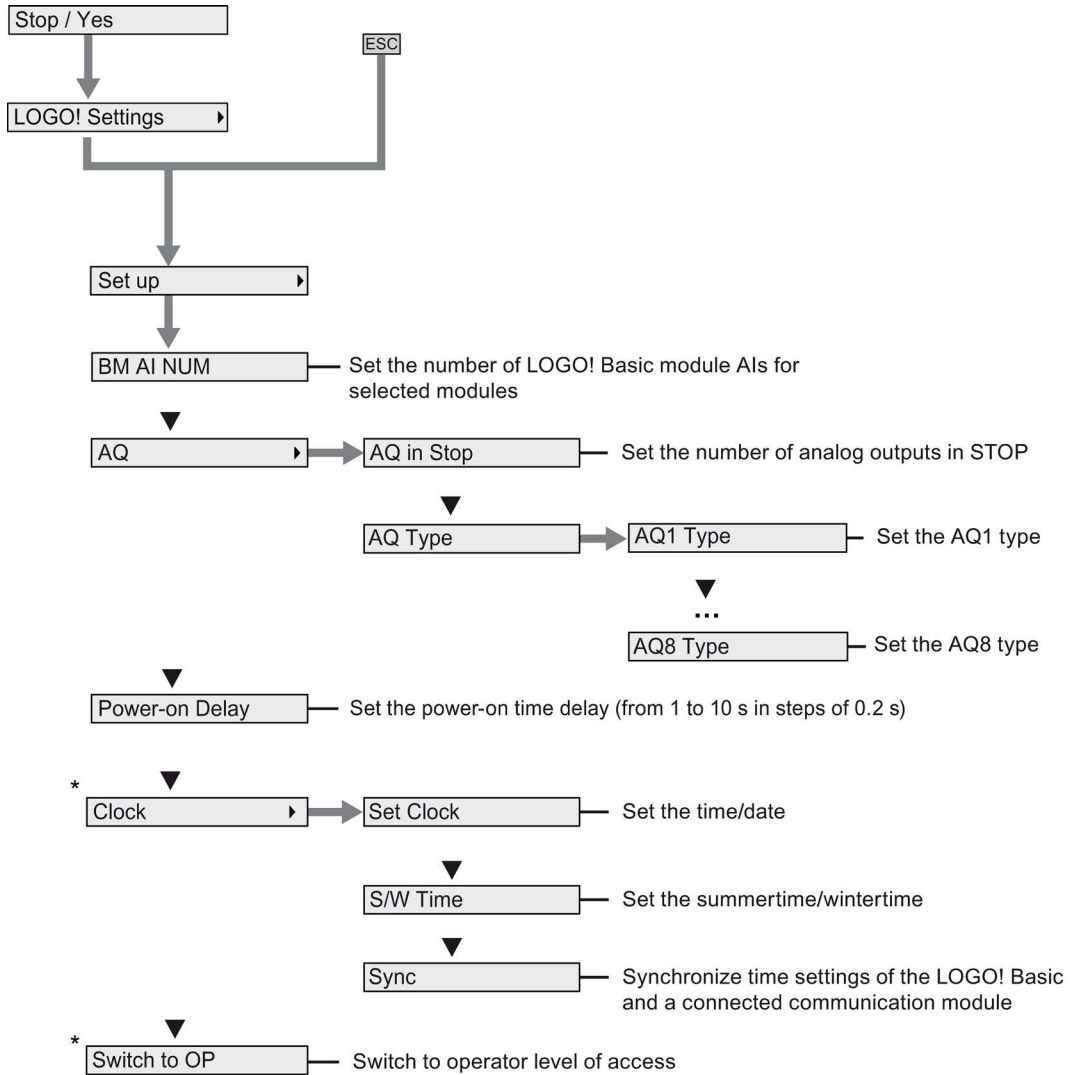 Stop / Yes
ESC
LOGO! Settings
Set up
BM AI NUM
Set the number of LOGO! Basic module AIs for
selected modules
AQ
AQ in Stop
Set the number of analog outputs in STOP
AQ Type
AQ1 Type
Set the AQ1 type
...
AQ8 Type
Set the AQ8 type
Power-on Delay
Set the power-on time delay (from 1 to 10 s in steps of 0.2 s)
*
Clock
Set Clock
Set the time/date
S/W Time
Set the summertime/wintertime
Sync
Synchronize time settings of the LOGO! Basic
and a connected communication module
*
Switch to OP
Switch to operator level of access